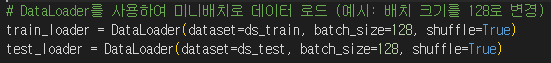 # DataLoader를 사용하여 미니배치로 데이터 로드 (예시: 배치 크기를 128로 변경)
train_loader = DataLoader(dataset=ds_train, batch_size=128, shuffle=True)
test_loader = DataLoader(dataset=ds_test, batch_size=128, shuffle=True)